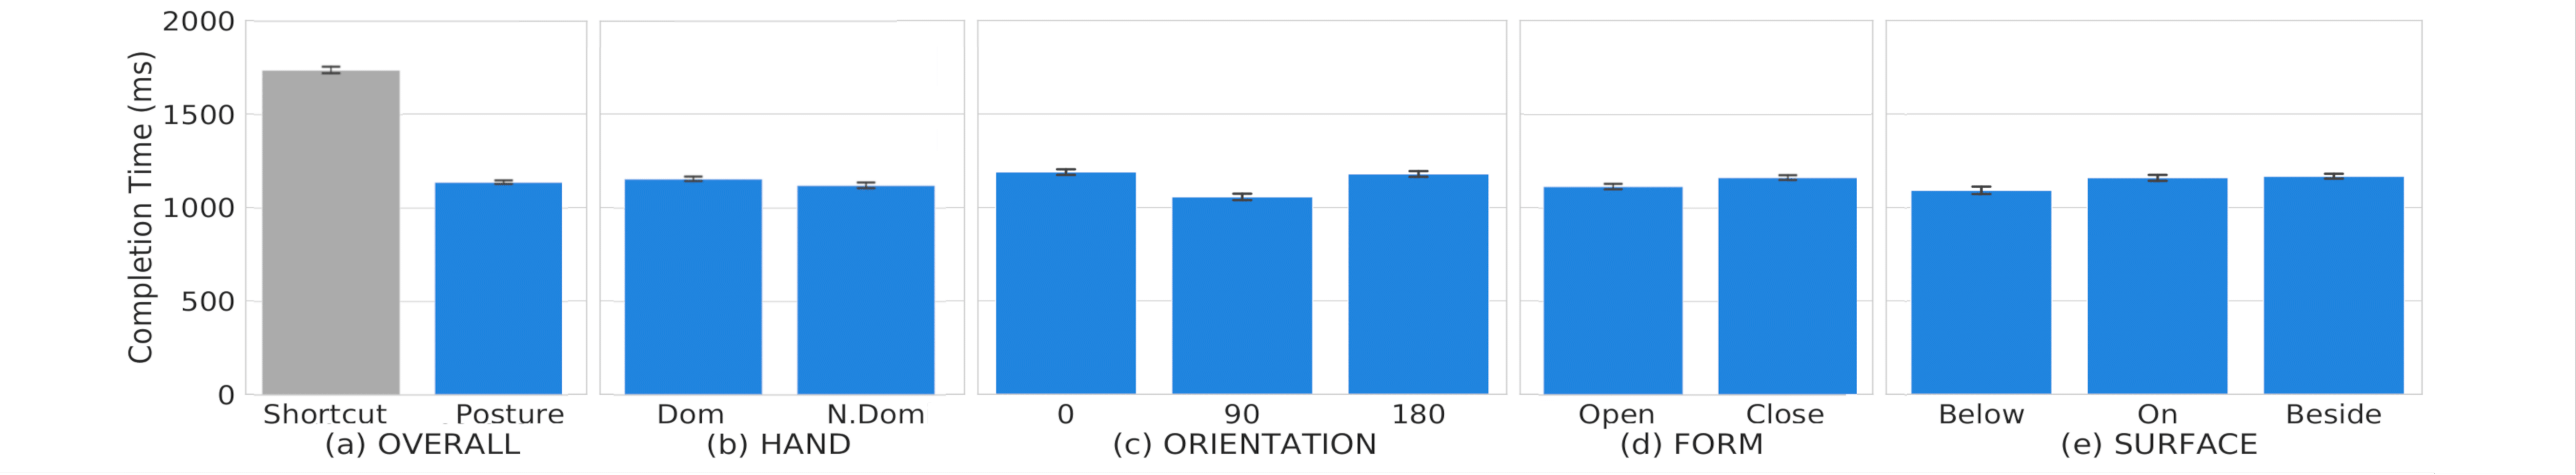 Completion Time (ms)
2000
1500
1000
500
0
Shortcut Posture
(a) OVERALL
Dom N.Dom
(b) HAND
0 90 180
(c) ORIENTATION
Open Close
(d) FORM
Below On Beside
(e) SURFACE